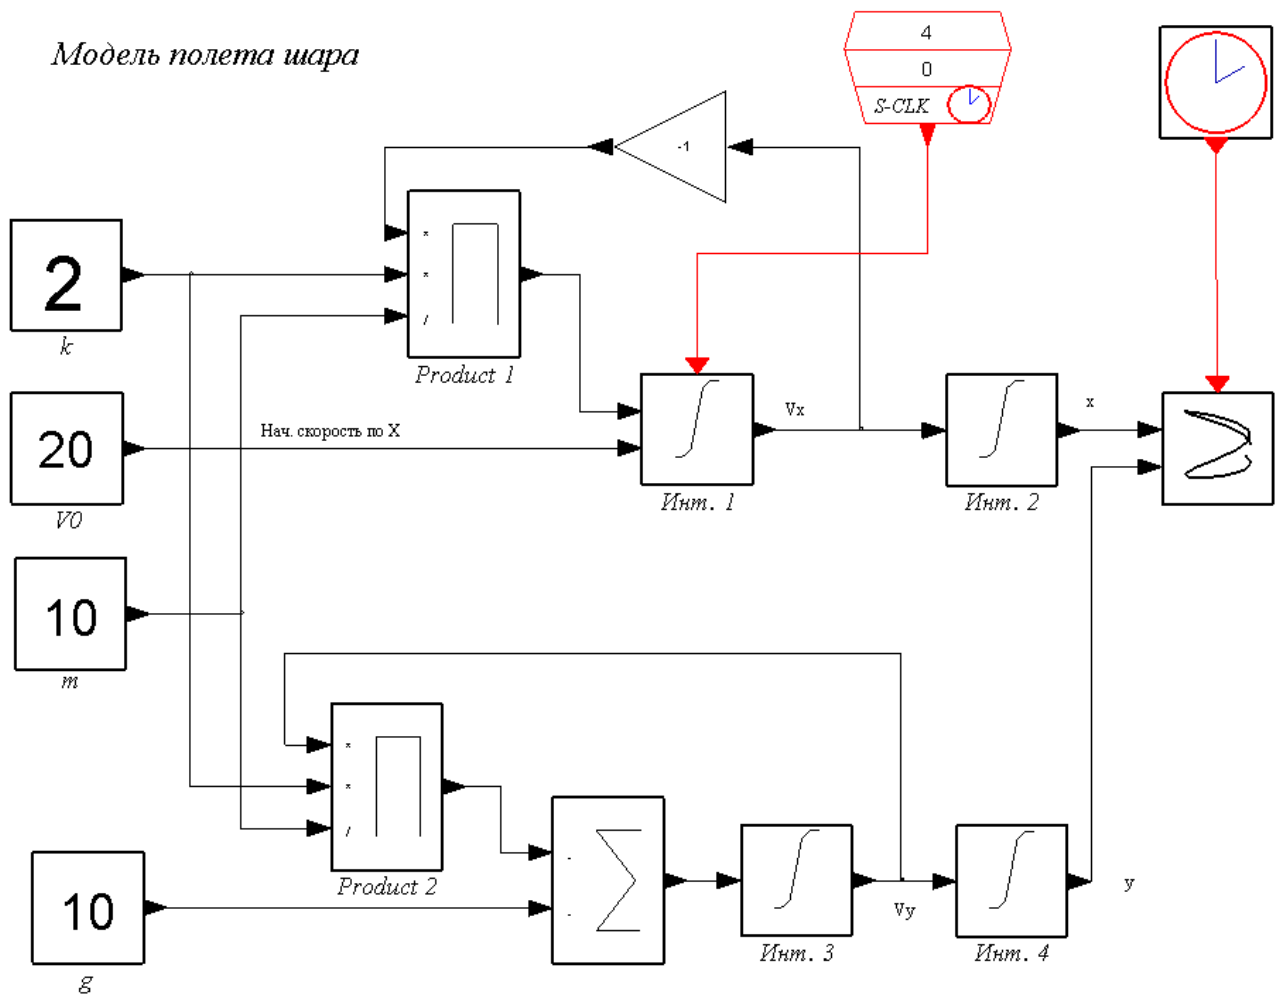 Модель полета шара
4
0
S-CLK
-1
2
k
*
*
/
Product 1
20
V0
Нач. скорость по X
Vx
x
Инт. 1
Инт. 2
10
m
*
*
/
Product 2
10
g
-
-
Инт. 3
Vy
Инт. 4
y